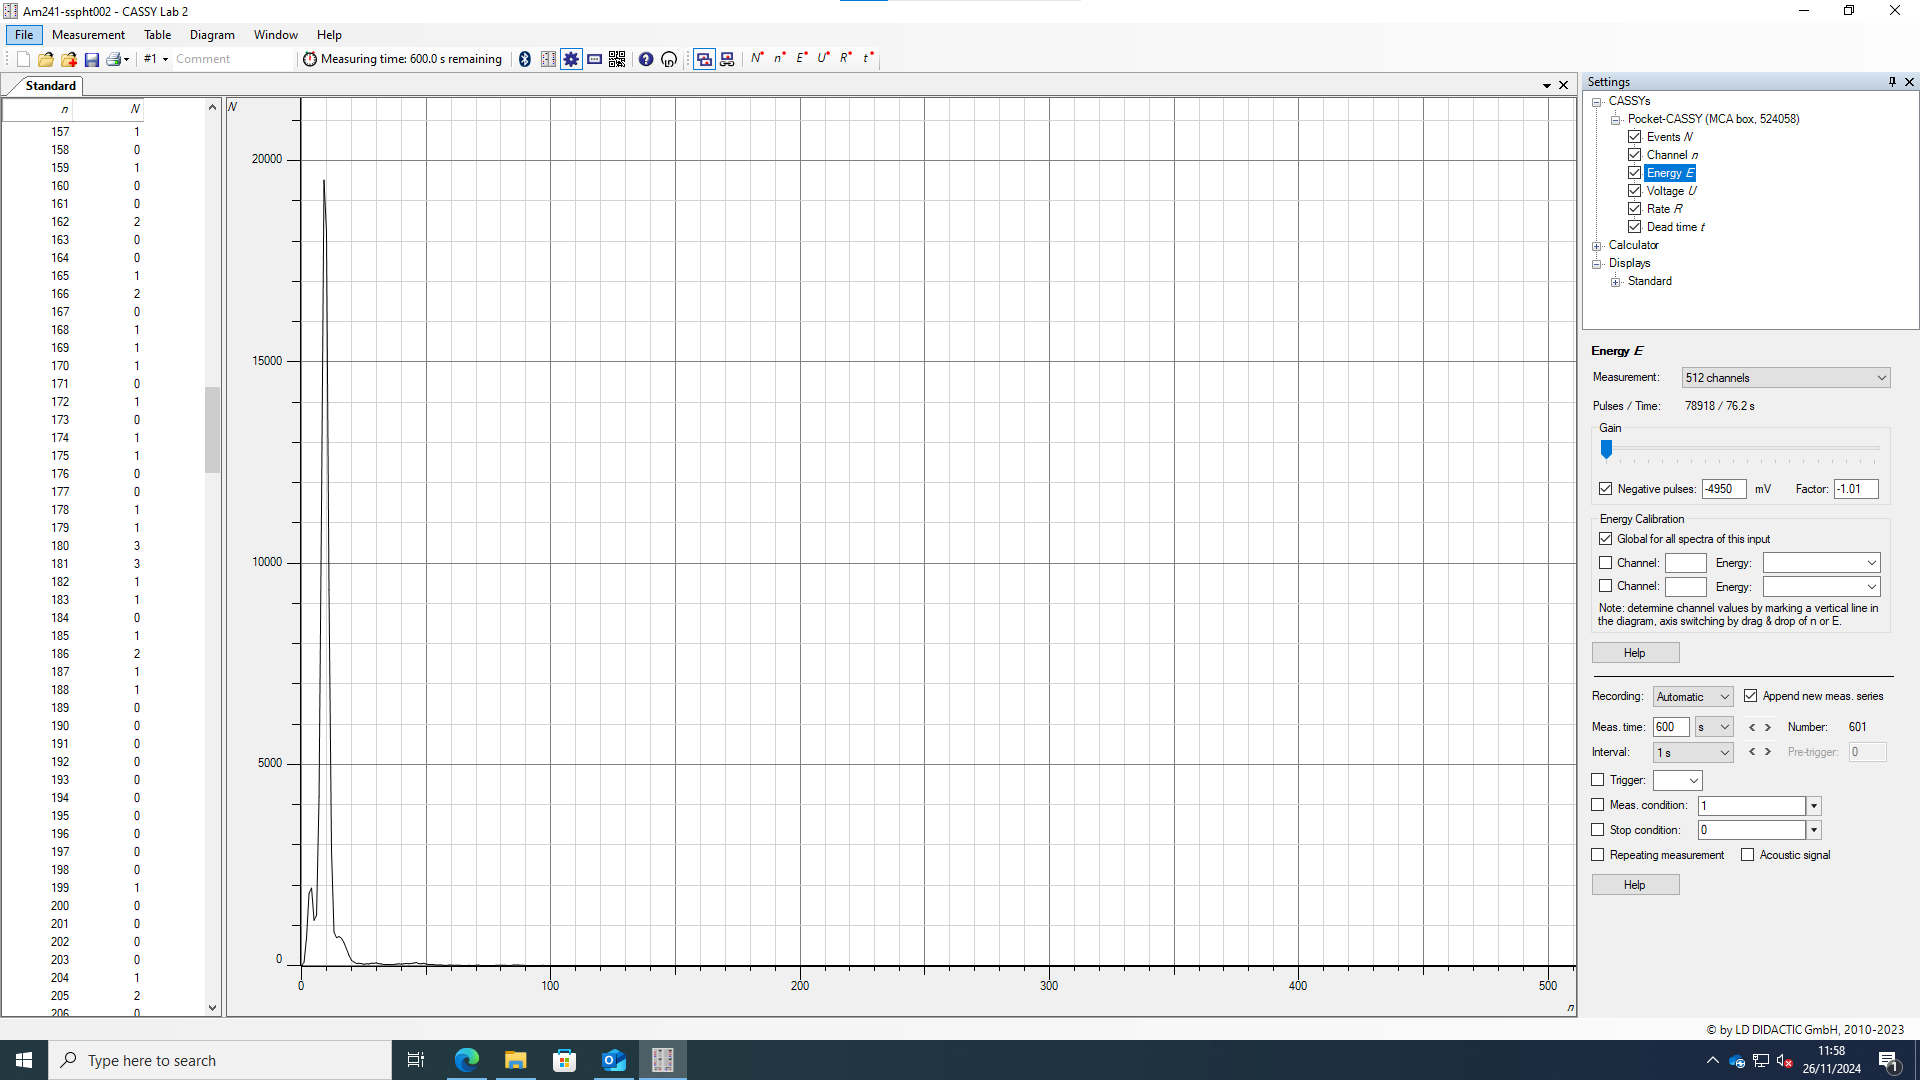 Am241-sspht002 - CASSY Lab 2
File Measurement Table Diagram Window Help
#1 Comment Measuring time: 600.0 s remaining N n E U R t
Standard
n N
157 1
158 0
159 1
160 0
161 0
162 2
163 0
164 0
165 1
166 2
167 0
168 1
169 1
170 1
171 0
172 1
173 0
174 1
175 1
176 0
177 0
178 1
179 1
180 3
181 3
182 1
183 1
184 0
185 1
186 2
187 1
188 1
189 0
190 0
191 0
192 0
193 0
194 0
195 0
196 0
197 0
198 0
199 1
200 0
201 0
202 0
203 0
204 1
205 2
206 0
N
20000
15000
10000
5000
0
0 100 200 300 400 500
n
Settings
CASSYs
Pocket-CASSY (MCA box, 524058)
Events N
Channel n
Energy E
Voltage U
Rate R
Dead time t
Calculator
Displays
Standard
Energy E
Measurement: 512 channels
Pulses / Time: 78918 / 76.2 s
Gain
Negative pulses: -4950 mV Factor: -1.01
Energy Calibration
Global for all spectra of this input
Channel: Energy:
Channel: Energy:
Note: determine channel values by marking a vertical line in
the diagram, axis switching by drag & drop of n or E.
Help
Recording: Automatic Append new meas. series
Meas. time: 600 s < > Number: 601
Interval: 1 s < > Pre-trigger: 0
Trigger:
Meas. condition: 1
Stop condition: 0
Repeating measurement Acoustic signal
Help
© by LD DIDACTIC GmbH, 2010-2023
Type here to search
11:58
26/11/2024
1